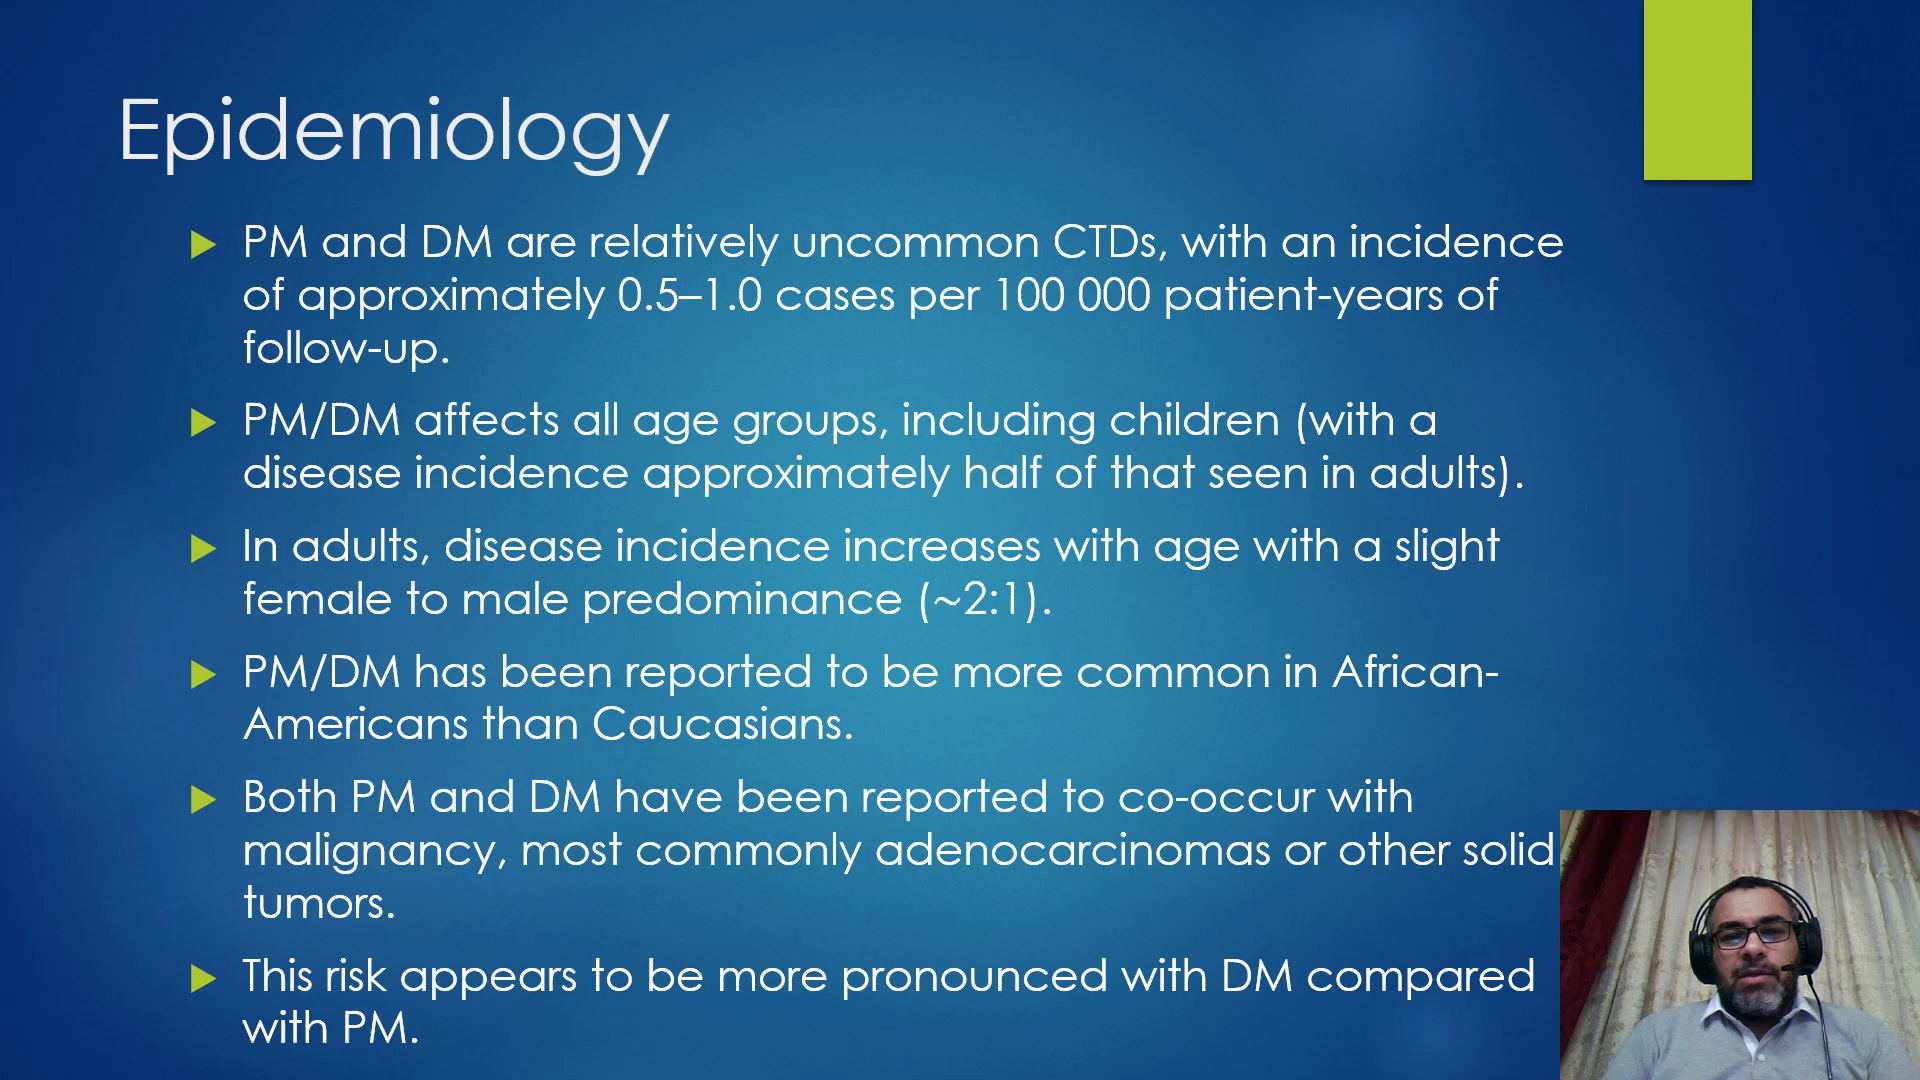 Epidemiology
PM and DM are relatively uncommon CTDs, with an incidence
of approximately 0.5–1.0 cases per 100 000 patient-years of
follow-up.
PM/DM affects all age groups, including children (with a
disease incidence approximately half of that seen in adults).
In adults, disease incidence increases with age with a slight
female to male predominance (~2:1).
PM/DM has been reported to be more common in African-
Americans than Caucasians.
Both PM and DM have been reported to co-occur with
malignancy, most commonly adenocarcinomas or other solid
tumors.
This risk appears to be more pronounced with DM compared
with PM.